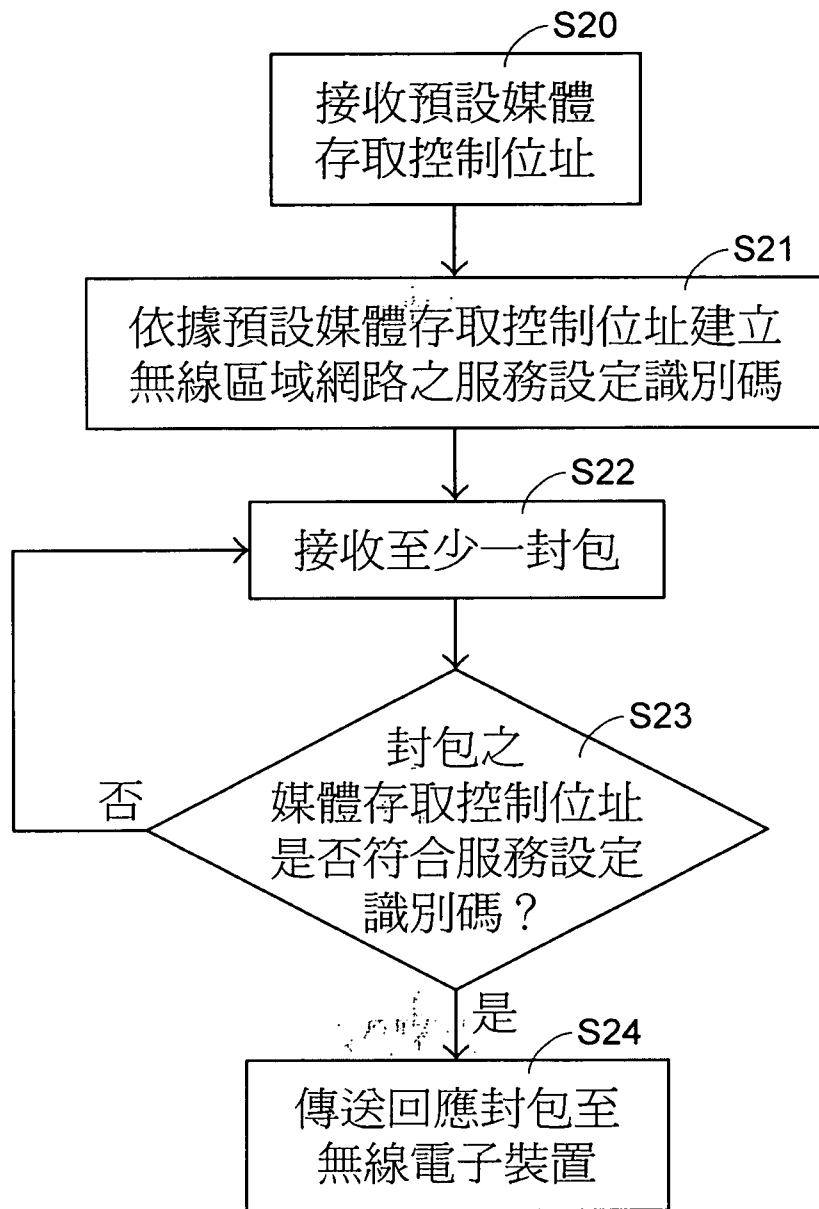 S20
接收預設媒體
存取控制位址
S21
依據預設媒體存取控制位址建立
無線區域網路之服務設定識別碼
S22
接收至少一封包
S23
封包之
媒體存取控制位址
是否符合服務設定
識別碼？
否
是
S24
傳送回應封包至
無線電子裝置